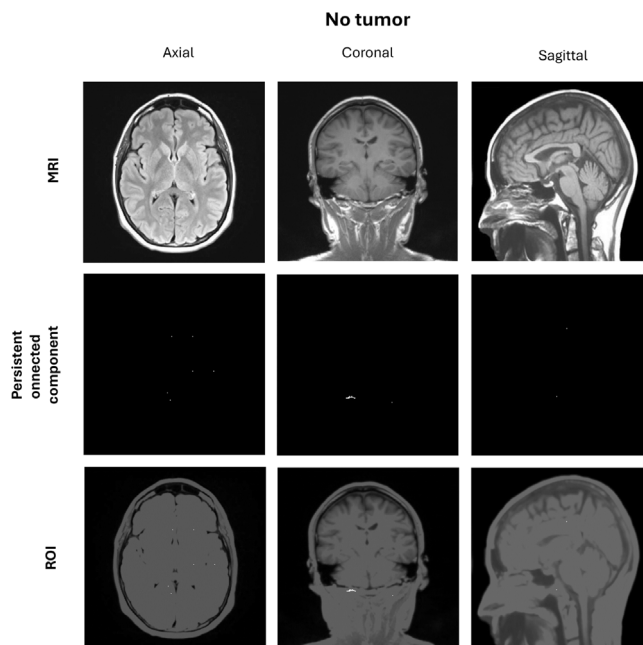 No tumor
Axial
Coronal
Sagittal
MRI
Persistent
onnected
component
ROI